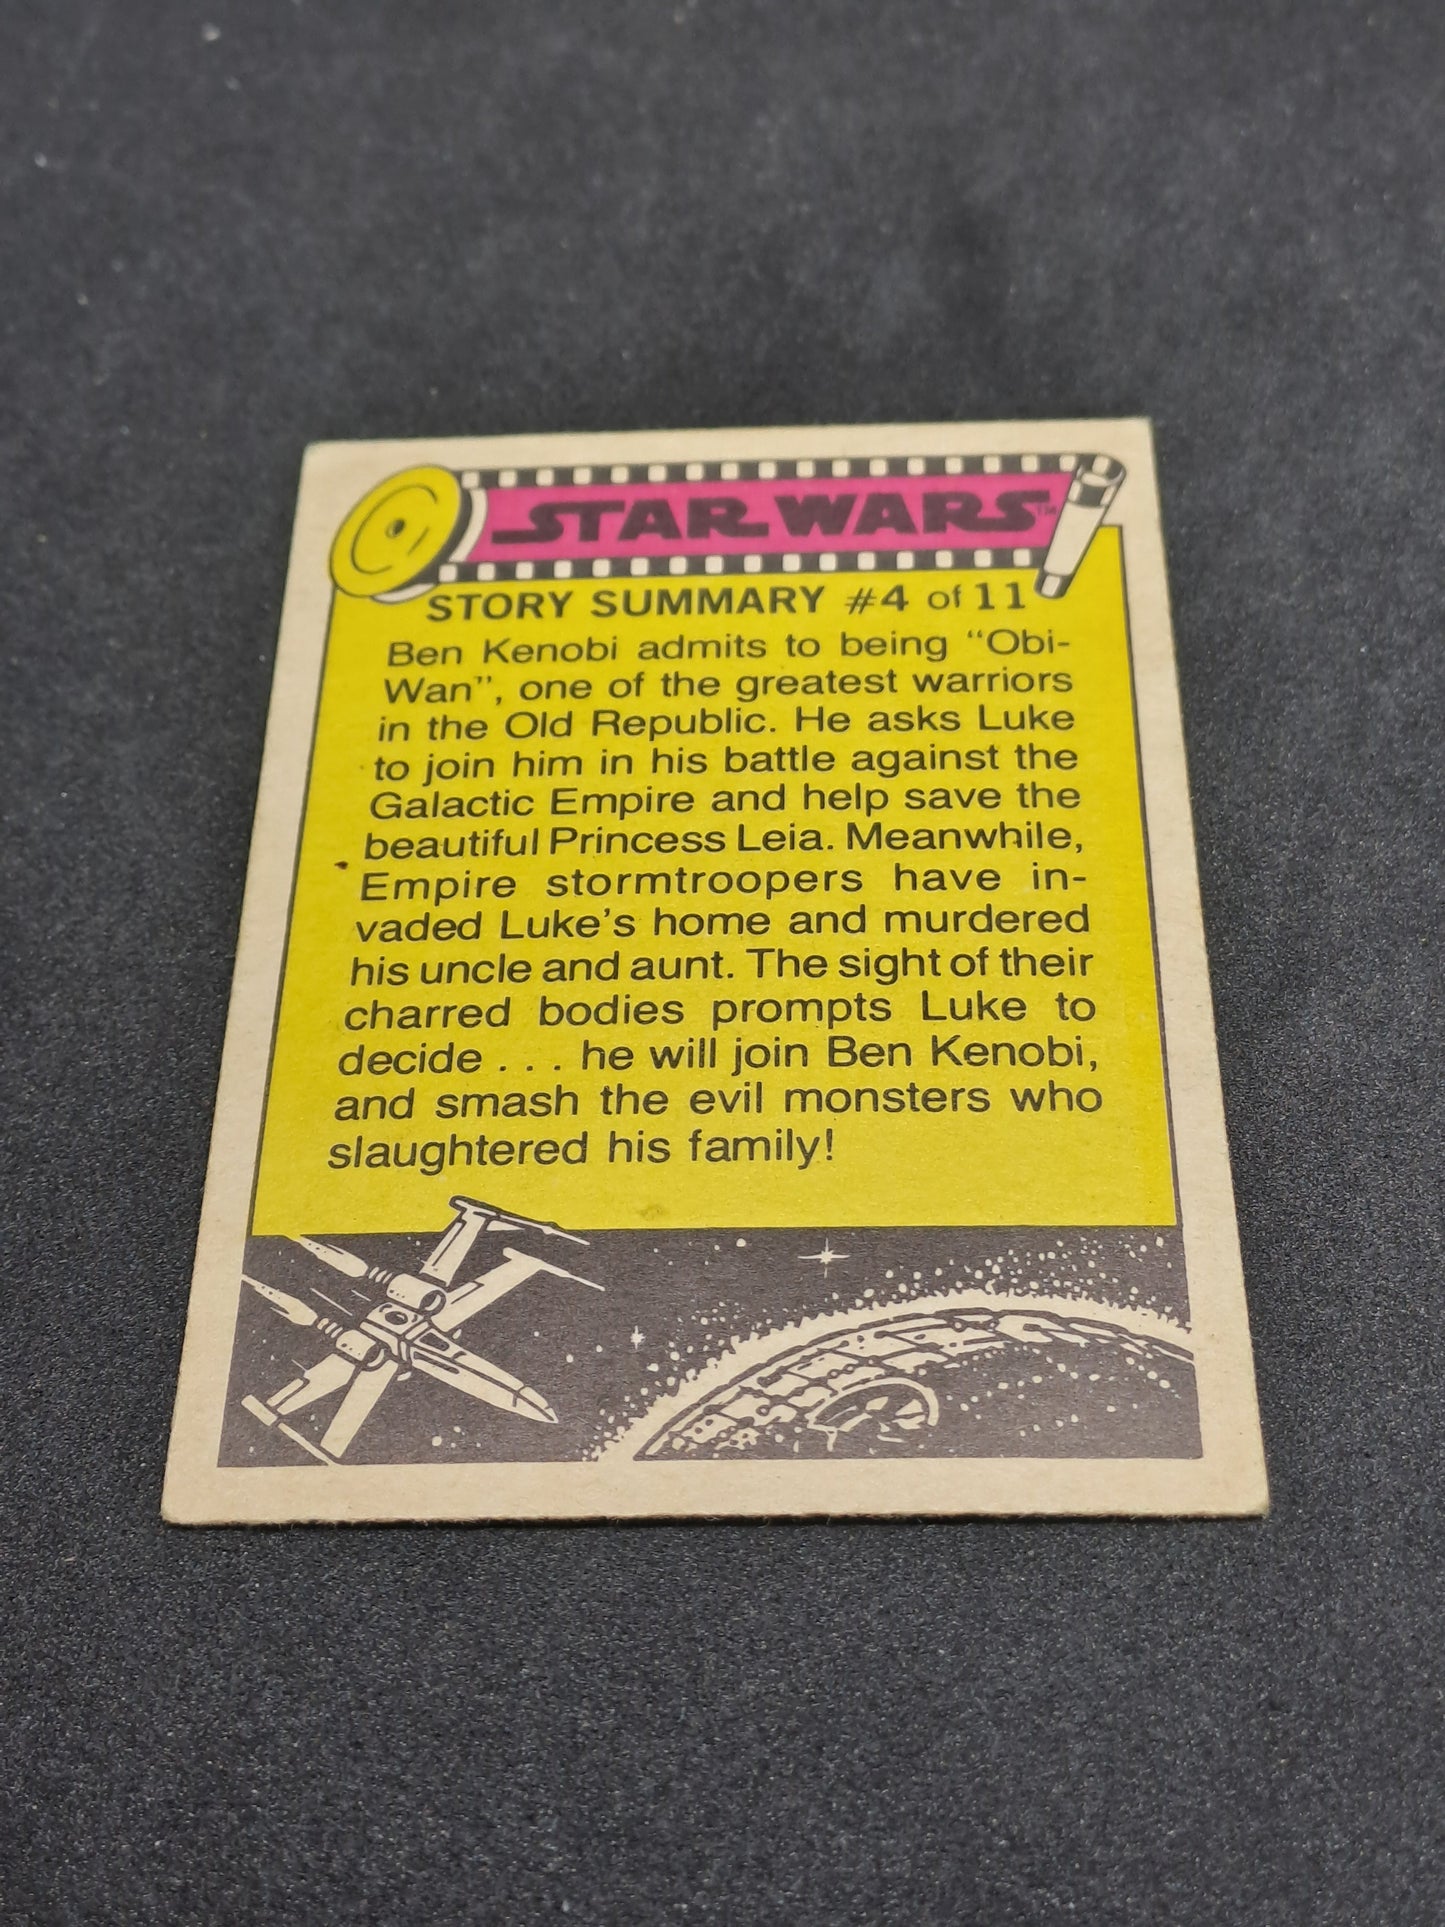 STAR WARS™
STORY SUMMARY #4 of 11
Ben Kenobi admits to being "Obi-
Wan", one of the greatest warriors
in the Old Republic. He asks Luke
to join him in his battle against the
Galactic Empire and help save the
beautiful Princess Leia. Meanwhile,
Empire stormtroopers have in-
vaded Luke's home and murdered
his uncle and aunt. The sight of their
charred bodies prompts Luke to
decide . . . he will join Ben Kenobi,
and smash the evil monsters who
slaughtered his family!